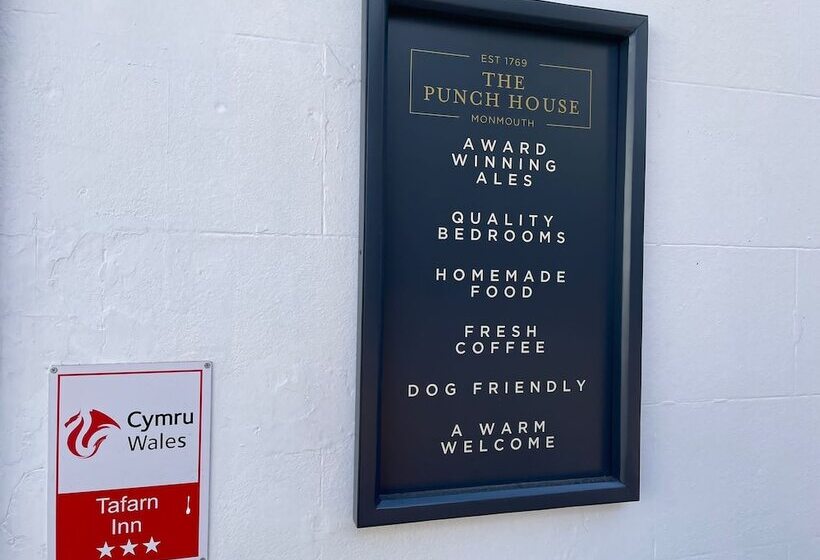 EST 1769
THE
PUNCH HOUSE
MONMOUTH
AWARD
WINNING
ALES
QUALITY
BEDROOMS
HOMEMADE
FOOD
FRESH
COFFEE
DOG FRIENDLY
A WARM
WELCOME
Cymru
Wales
Tafarn
Inn